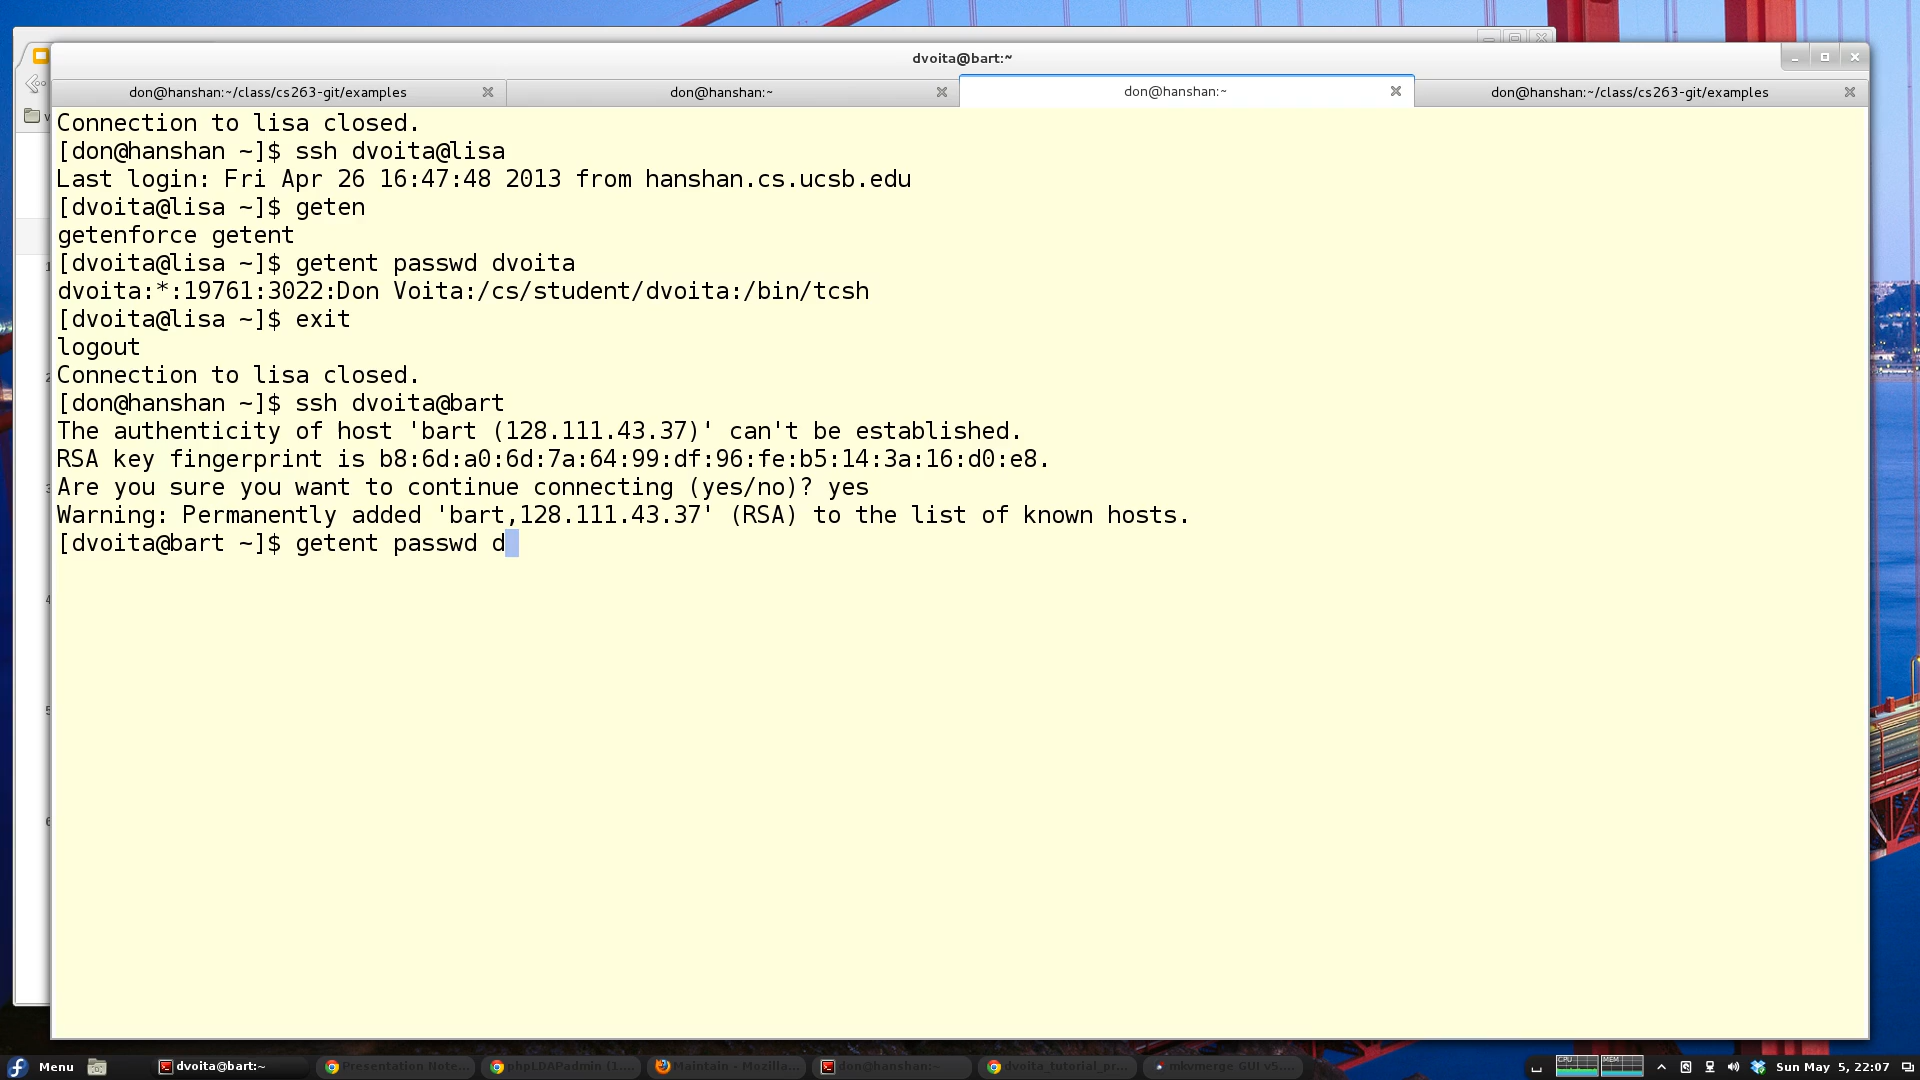 dvoita@bart:~
don@hanshan:~/class/cs263-git/examples
don@hanshan:~
don@hanshan:~
don@hanshan:~/class/cs263-git/examples
Connection to lisa closed.
[don@hanshan ~]$ ssh dvoita@lisa
Last login: Fri Apr 26 16:47:48 2013 from hanshan.cs.ucsb.edu
[dvoita@lisa ~]$ geten
getenforce getent
[dvoita@lisa ~]$ getent passwd dvoita
dvoita:*:19761:3022:Don Voita:/cs/student/dvoita:/bin/tcsh
[dvoita@lisa ~]$ exit
logout
Connection to lisa closed.
[don@hanshan ~]$ ssh dvoita@bart
The authenticity of host 'bart (128.111.43.37)' can't be established.
RSA key fingerprint is b8:6d:a0:6d:7a:64:99:df:96:fe:b5:14:3a:16:d0:e8.
Are you sure you want to continue connecting (yes/no)? yes
Warning: Permanently added 'bart,128.111.43.37' (RSA) to the list of known hosts.
[dvoita@bart ~]$ getent passwd d
Menu
dvoita@bart:~
Presentation Note...
phpLDAPadmin (1....
Maintain - Mozilla...
don@hanshan:~
dvoita_tutorial_pr...
mkvmerge GUI v5....
CPU
MEM
Sun May 5, 22:07